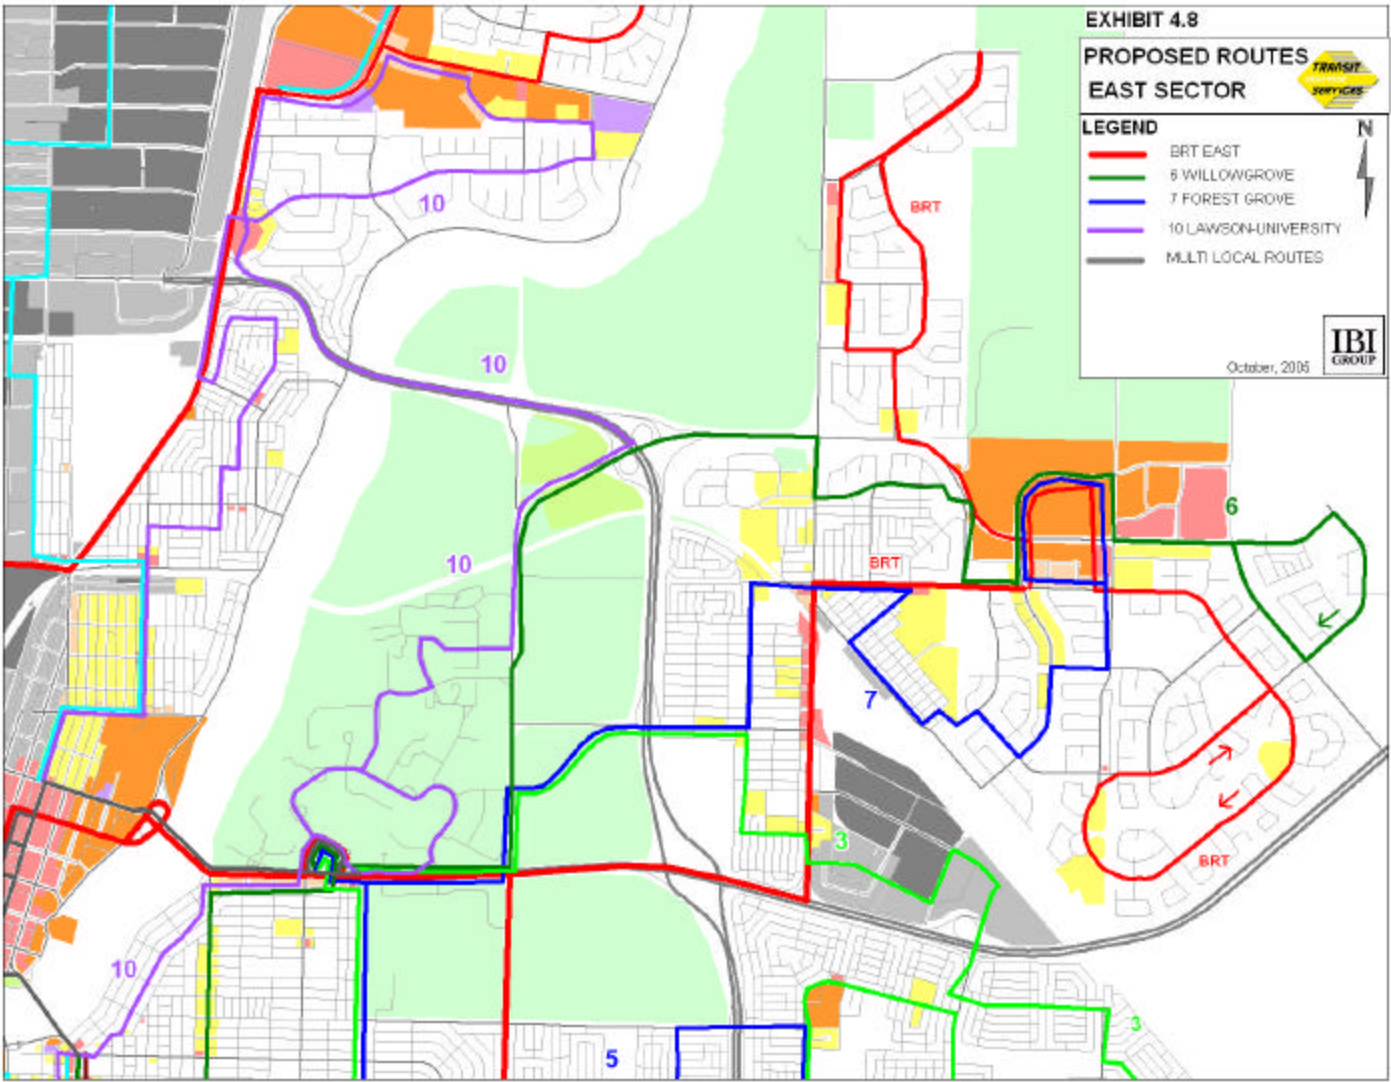 EXHIBIT 4.8
PROPOSED ROUTES
EAST SECTOR
TRANSIT
SERVICES
LEGEND
N
BRT EAST
6 WILLOWGROVE
7 FOREST GROVE
10 LAWSON-UNIVERSITY
MULTI LOCAL ROUTES
IBI
GROUP
October, 2005
10
BRT
10
6
10
BRT
7
3
BRT
10
3
5